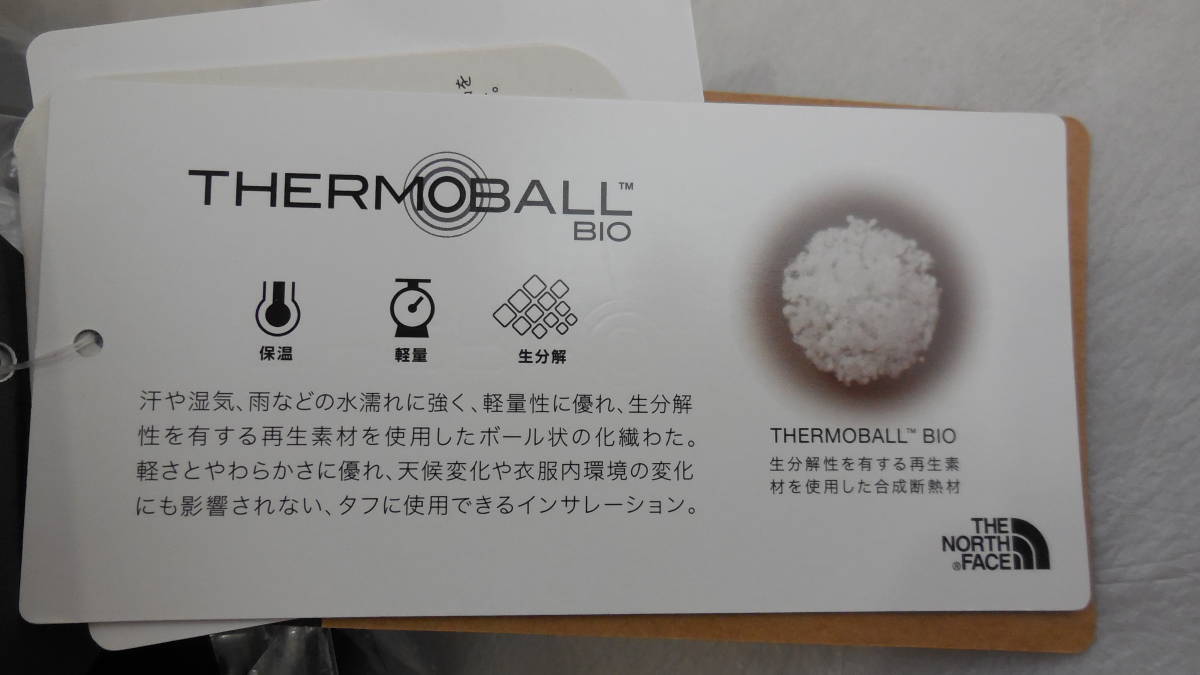 を
。
THERMOBALL™
BIO
保温
軽量
生分解
汗や湿気、雨などの水濡れに強く、軽量性に優れ、生分解
性を有する再生素材を使用したボール状の化繊わた。
軽さとやわらかさに優れ、天候変化や衣服内環境の変化
にも影響されない、タフに使用できるインサレーション。
THERMOBALL™ BIO
生分解性を有する再生素
材を使用した合成断熱材
THE
NORTH
®FACE